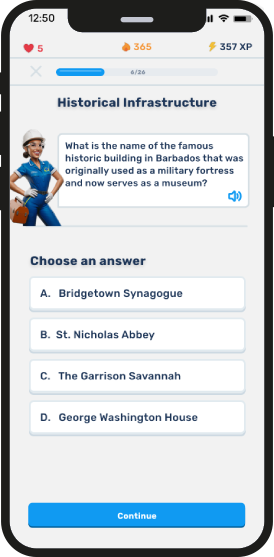 12:50
5 365 357 XP
6/26
Historical Infrastructure
What is the name of the famous
historic building in Barbados that was
originally used as a military fortress
and now serves as a museum?
Choose an answer
A. Bridgetown Synagogue
B. St. Nicholas Abbey
C. The Garrison Savannah
D. George Washington House
Continue